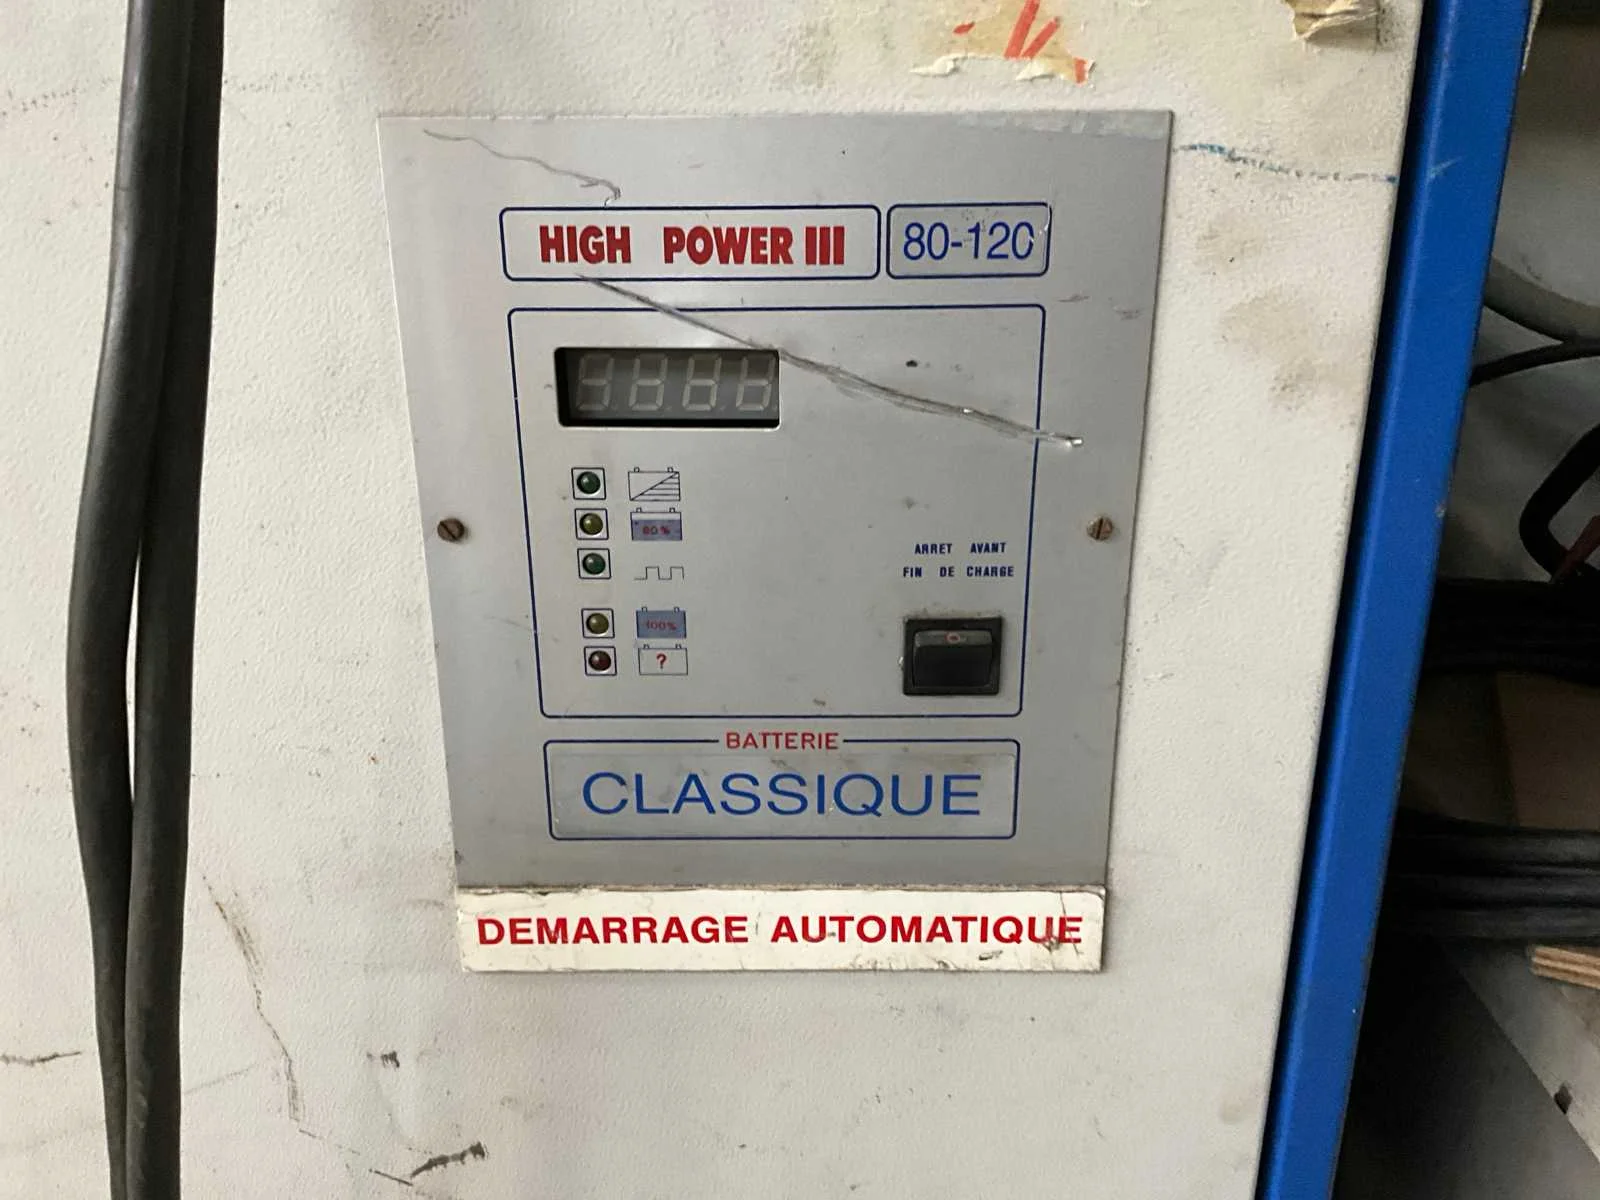 HIGH POWER III
80-120
80%
ARRET AVANT
FIN DE CHARGE
100%
?
BATTERIE
CLASSIQUE
DEMARRAGE AUTOMATIQUE